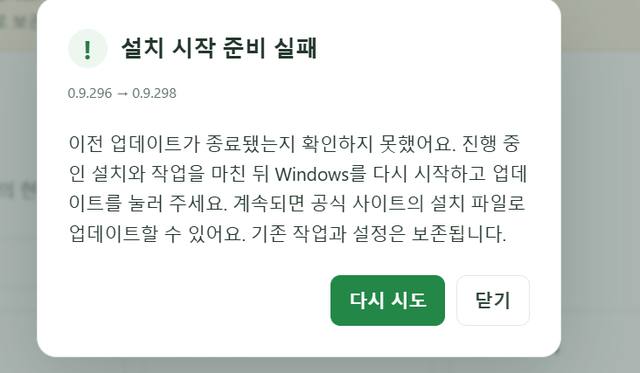 설치 시작 준비 실패
0.9.296 → 0.9.298
이전 업데이트가 종료됐는지 확인하지 못했어요. 진행 중
인 설치와 작업을 마친 뒤 Windows를 다시 시작하고 업데
이트를 눌러 주세요. 계속되면 공식 사이트의 설치 파일로
업데이트할 수 있어요. 기존 작업과 설정은 보존됩니다.
다시 시도
닫기